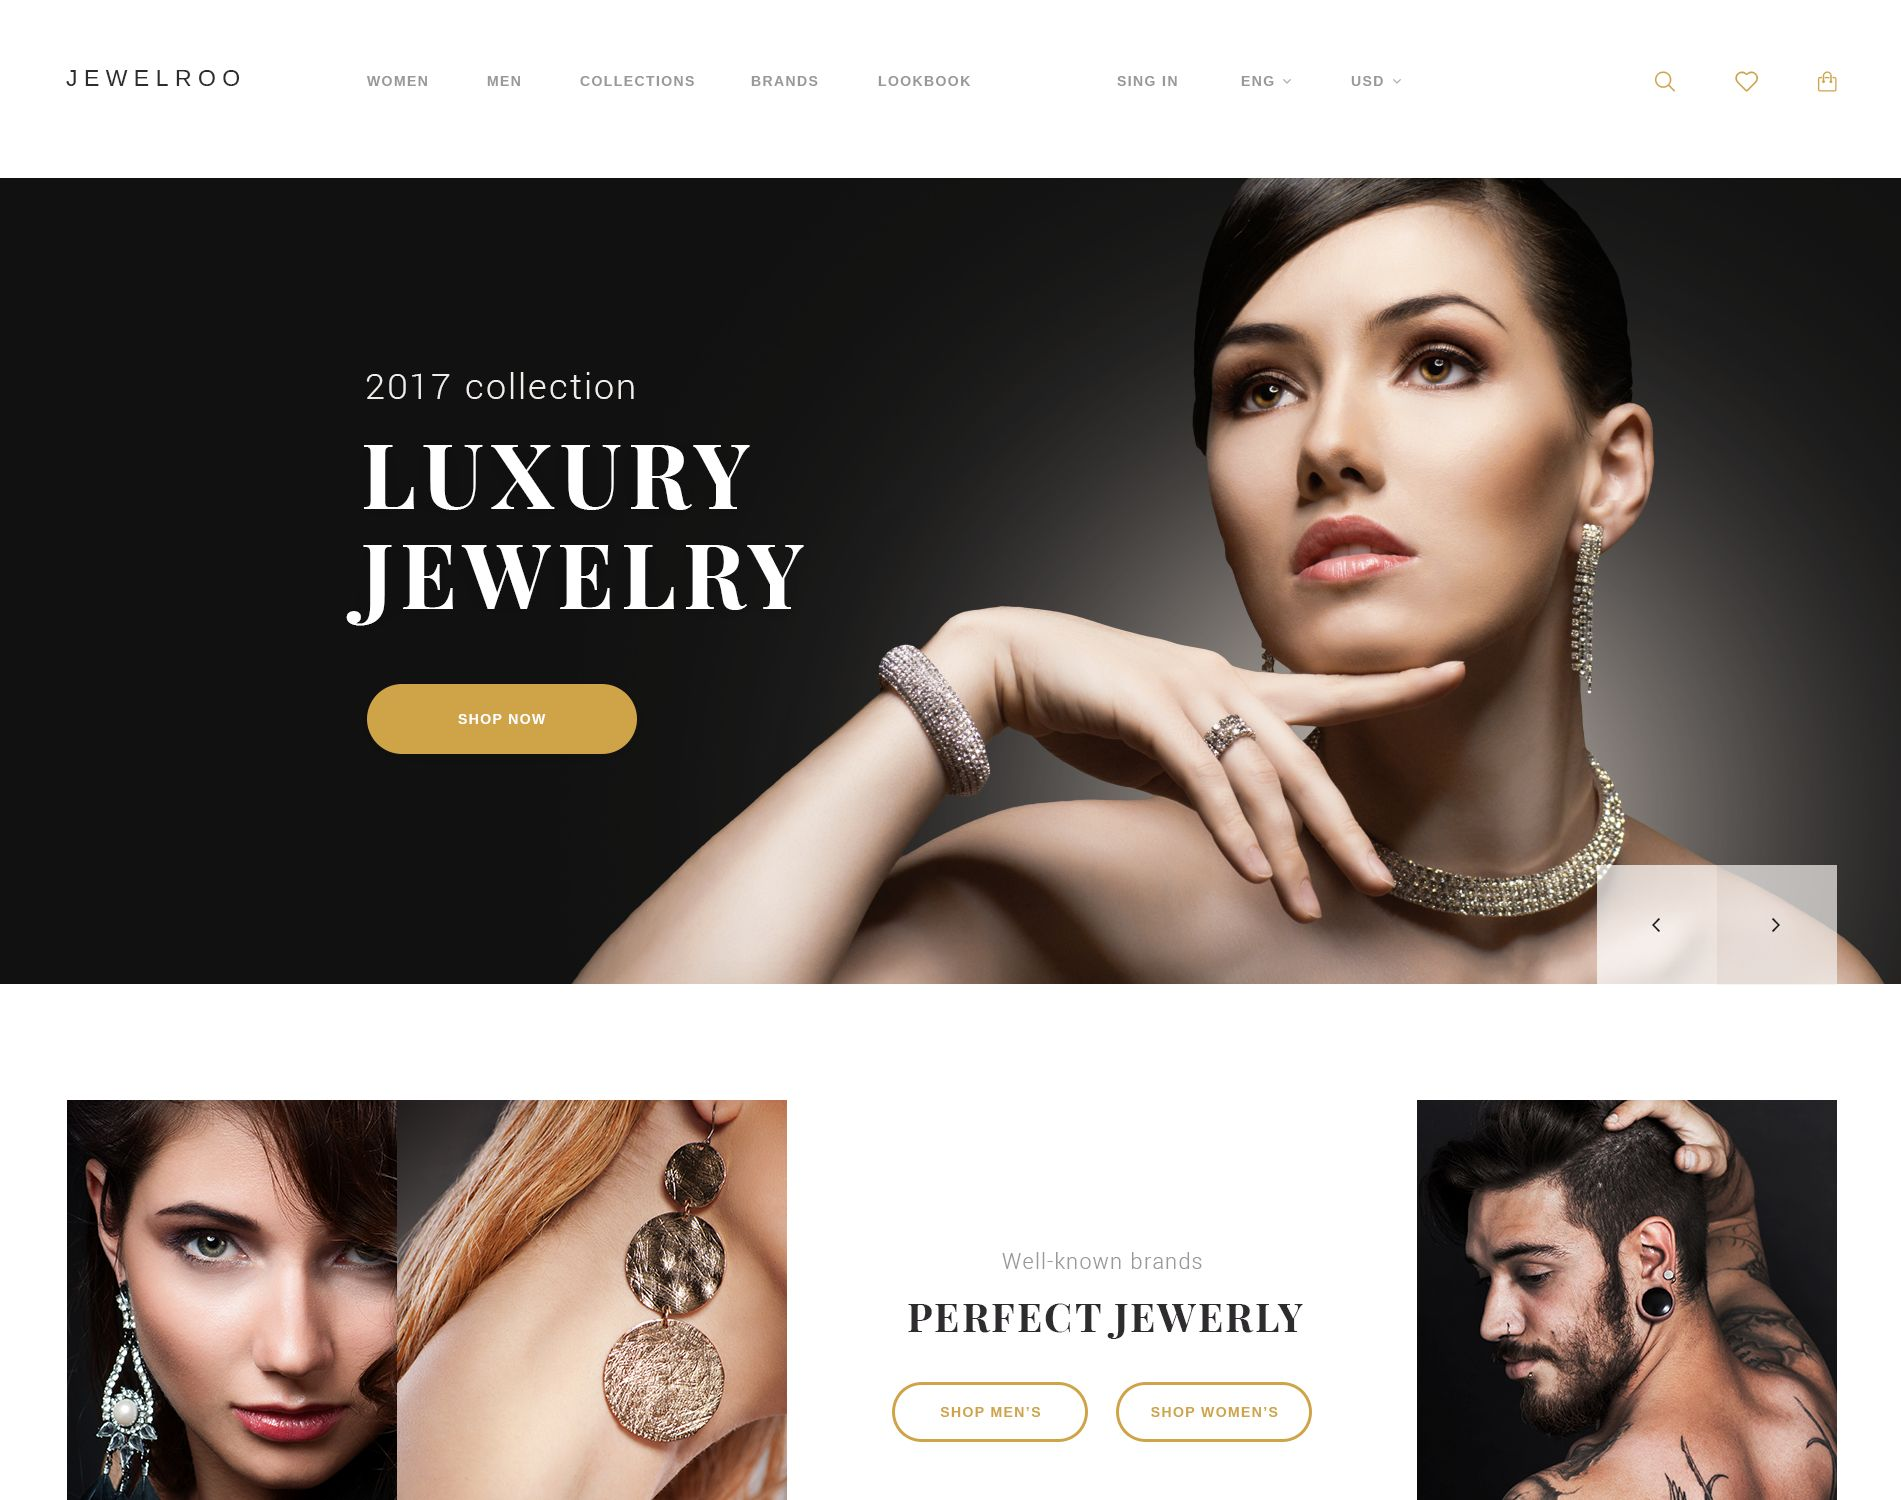 JEWELROO
WOMEN MEN COLLECTIONS BRANDS LOOKBOOK SING IN ENG USD
2017 collection
LUXURY
JEWELRY
SHOP NOW
Well-known brands
PERFECT JEWERLY
SHOP MEN'S SHOP WOMEN'S